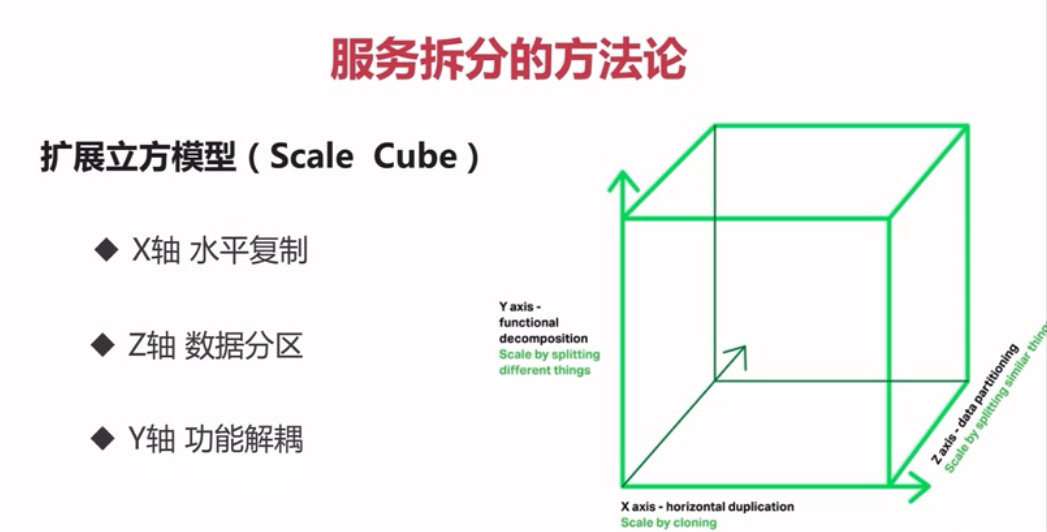 服务拆分的方法论
扩展立方模型（Scale Cube）
◆ X轴 水平复制
◆ Z轴 数据分区
◆ Y轴 功能解耦
Y axis -
functional
decomposition
Scale by splitting
different things
Z axis - data partitioning
Scale by splitting similar things
X axis - horizontal duplication
Scale by cloning